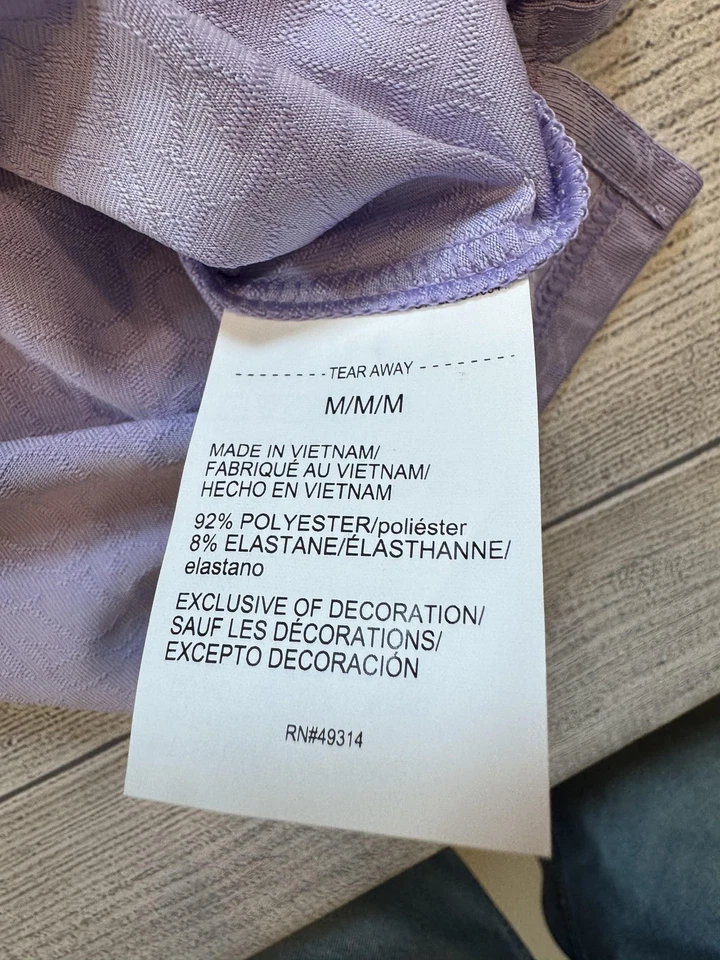 TEAR AWAY
M/M/M
MADE IN VIETNAM/
FABRIQUÉ AU VIETNAM/
HECHO EN VIETNAM
92% POLYESTER/poliéster
8% ELASTANE/ÉLASTHANNE/
elastano
EXCLUSIVE OF DECORATION/
SAUF LES DÉCORATIONS/
EXCEPTO DECORACIÓN
RN#49314